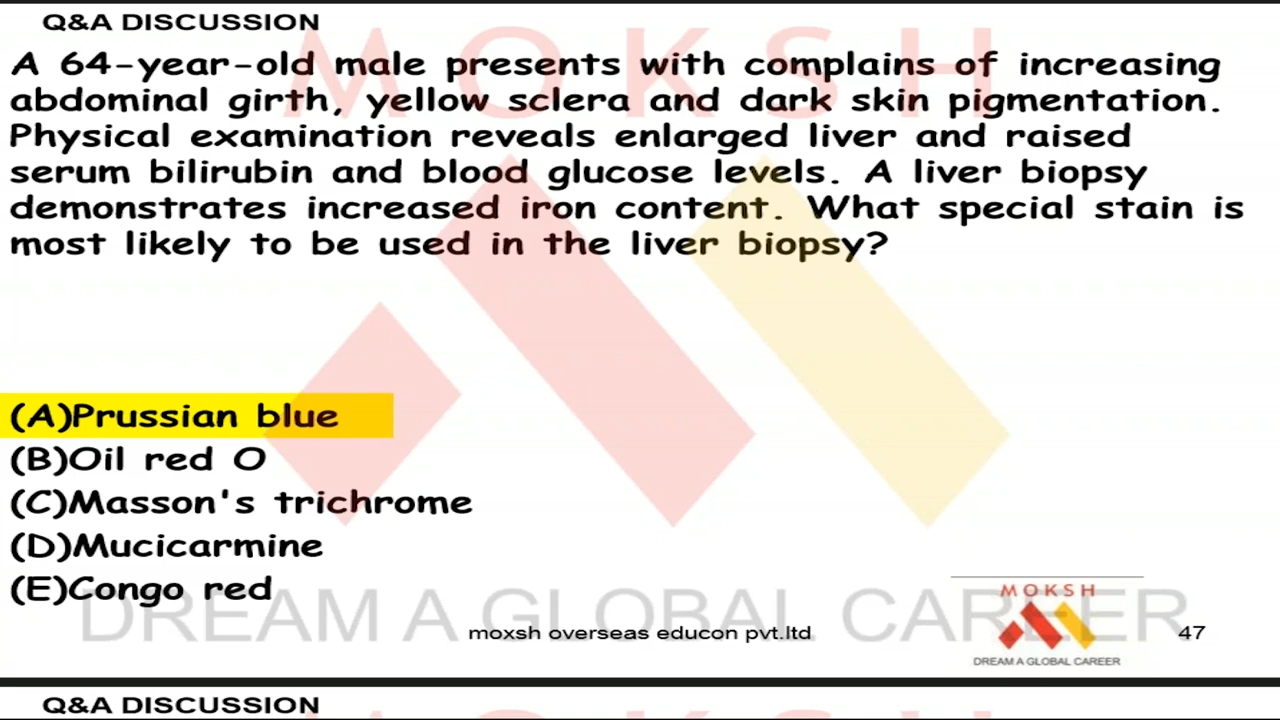 Q&A DISCUSSION
A 64-year-old male presents with complains of increasing
abdominal girth, yellow sclera and dark skin pigmentation.
Physical examination reveals enlarged liver and raised
serum bilirubin and blood glucose levels. A liver biopsy
demonstrates increased iron content. What special stain is
most likely to be used in the liver biopsy?
MOKSH
(A)Prussian blue
(B)Oil red O
(C)Masson's trichrome
(D)Mucicarmine
(E)Congo red
DREAM A GLOBAL CAREER
moxsh overseas educon pvt.ltd
MOKSH
DREAM A GLOBAL CAREER
47
Q&A DISCUSSION